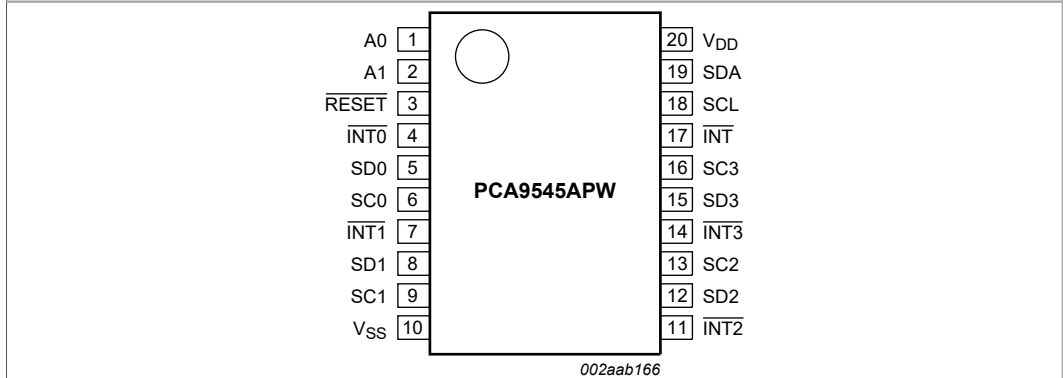 A0 1
A1 2
RESET 3
INT0 4
SD0 5
SC0 6
INT1 7
SD1 8
SC1 9
VSS 10
PCA9545APW
20 VDD
19 SDA
18 SCL
17 INT
16 SC3
15 SD3
14 INT3
13 SC2
12 SD2
11 INT2
002aab166